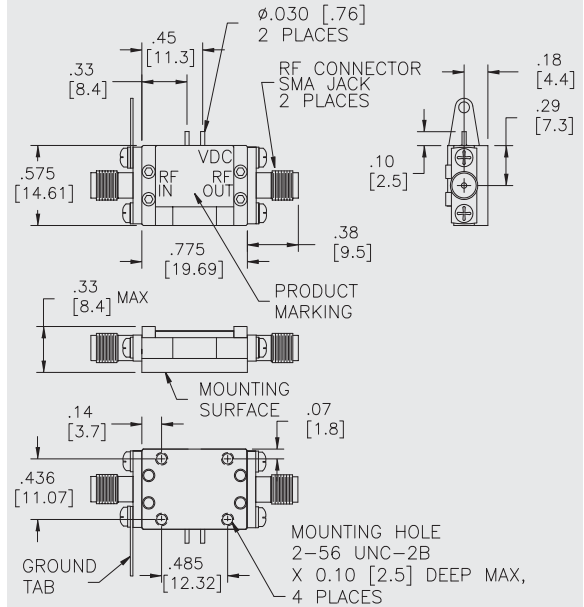 ø.030 [.76]
2 PLACES
.45
[11.3]
.33
[8.4]
RF CONNECTOR
SMA JACK
2 PLACES
.18
[4.4]
.29
[7.3]
.10
[2.5]
.575
[14.61]
VDC
RF
IN
RF
OUT
.38
[9.5]
.775
[19.69]
PRODUCT
MARKING
.33
[8.4] MAX
MOUNTING
SURFACE
.14
[3.7]
.07
[1.8]
.436
[11.07]
GROUND
TAB
.485
[12.32]
MOUNTING HOLE
2-56 UNC-2B
X 0.10 [2.5] DEEP MAX,
4 PLACES